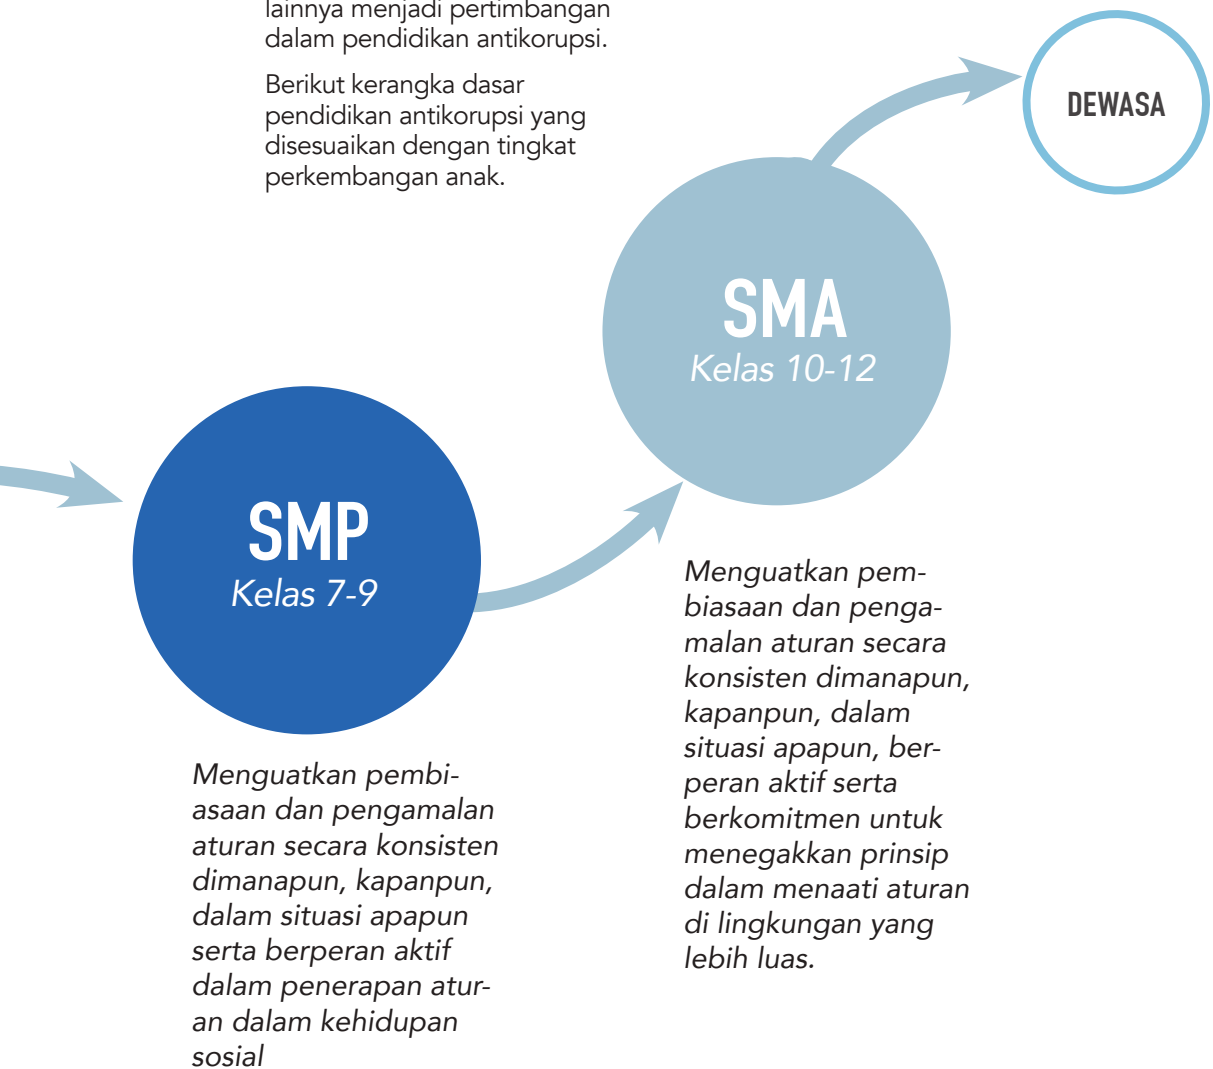 lainnya menjadi pertimbangan
dalam pendidikan antikorupsi.
Berikut kerangka dasar
pendidikan antikorupsi yang
disesuaikan dengan tingkat
perkembangan anak.
DEWASA
SMA
Kelas 10-12
SMP
Kelas 7-9
Menguatkan pem-
biasaan dan penga-
malan aturan secara
konsisten dimanapun,
kapanpun, dalam
situasi apapun, ber-
peran aktif serta
berkomitmen untuk
menegakkan prinsip
dalam menaati aturan
di lingkungan yang
lebih luas.
Menguatkan pembi-
asaan dan pengamalan
aturan secara konsisten
dimanapun, kapanpun,
dalam situasi apapun
serta berperan aktif
dalam penerapan atur-
an dalam kehidupan
sosial